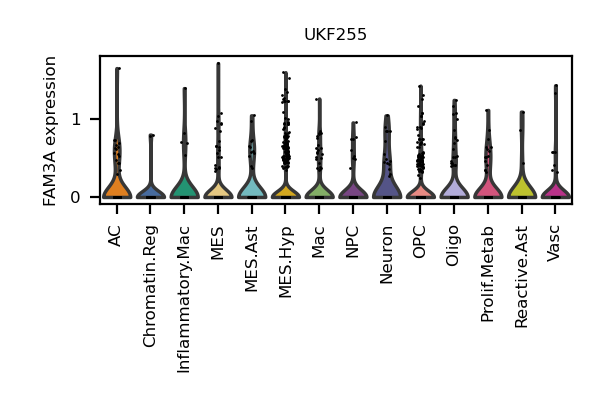 UKF255
FAM3A expression
1
0
AC
Chromatin.Reg
Inflammatory.Mac
MES
MES.Ast
MES.Hyp
Mac
NPC
Neuron
OPC
Oligo
Prolif.Metab
Reactive.Ast
Vasc